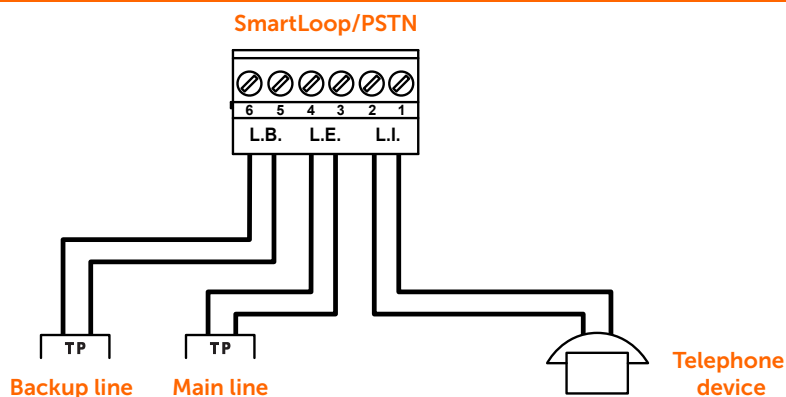 SmartLoop/PSTN
6 5 4 3 2 1
L.B. L.E. L.I.
TP TP
Backup line Main line
Telephone
device